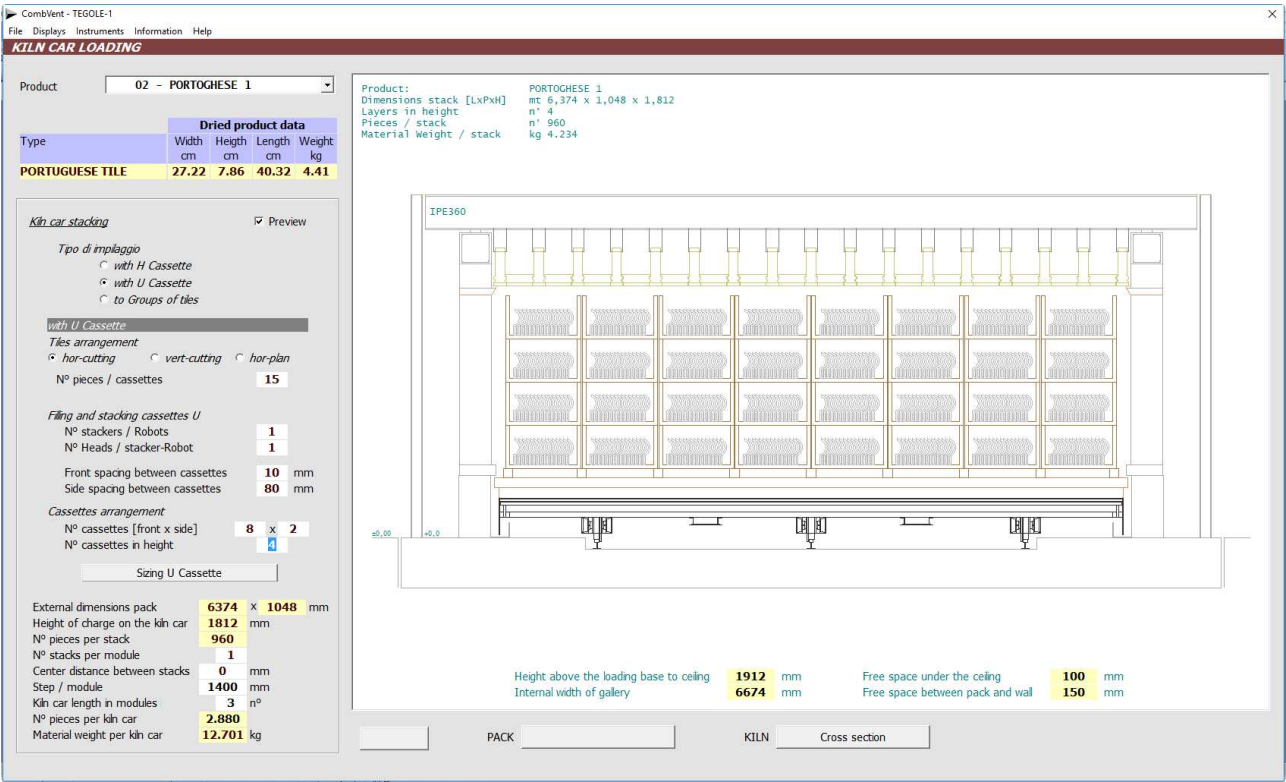 CombVent - TEGOLE-1
File Displays Instruments Information Help
KILN CAR LOADING
Product 02 - PORTOGHESE 1
Dried product data
Type Width Heigth Length Weight
cm cm cm kg
PORTUGUESE TILE 27.22 7.86 40.32 4.41
Kiln car stacking Preview
Tipo di impilaggio
with H Cassette
with U Cassette
to Groups of tiles
with U Cassette
Tiles arrangement
hor-cutting vert-cutting hor-plan
N° pieces / cassettes 15
Filling and stacking cassettes U
N° stackers / Robots 1
N° Heads / stacker-Robot 1
Front spacing between cassettes 10 mm
Side spacing between cassettes 80 mm
Cassettes arrangement
N° cassettes [front x side] 8 x 2
N° cassettes in height 4
Sizing U Cassette
External dimensions pack 6374 x 1048 mm
Height of charge on the kiln car 1812 mm
N° pieces per stack 960
N° stacks per module 1
Center distance between stacks 0 mm
Step / module 1400 mm
Kiln car length in modules 3 n°
N° pieces per kiln car 2.880
Material weight per kiln car 12.701 kg
Product: PORTOGHESE 1
Dimensions stack [LxPxH] mt 6,374 x 1,048 x 1,812
Layers in height n° 4
Pieces / stack n° 960
Material Weight / stack kg 4.234
IPE360
±0,00 +0,0
Height above the loading base to ceiling 1912 mm Free space under the ceiling 100 mm
Internal width of gallery 6674 mm Free space between pack and wall 150 mm
PACK KILN Cross section